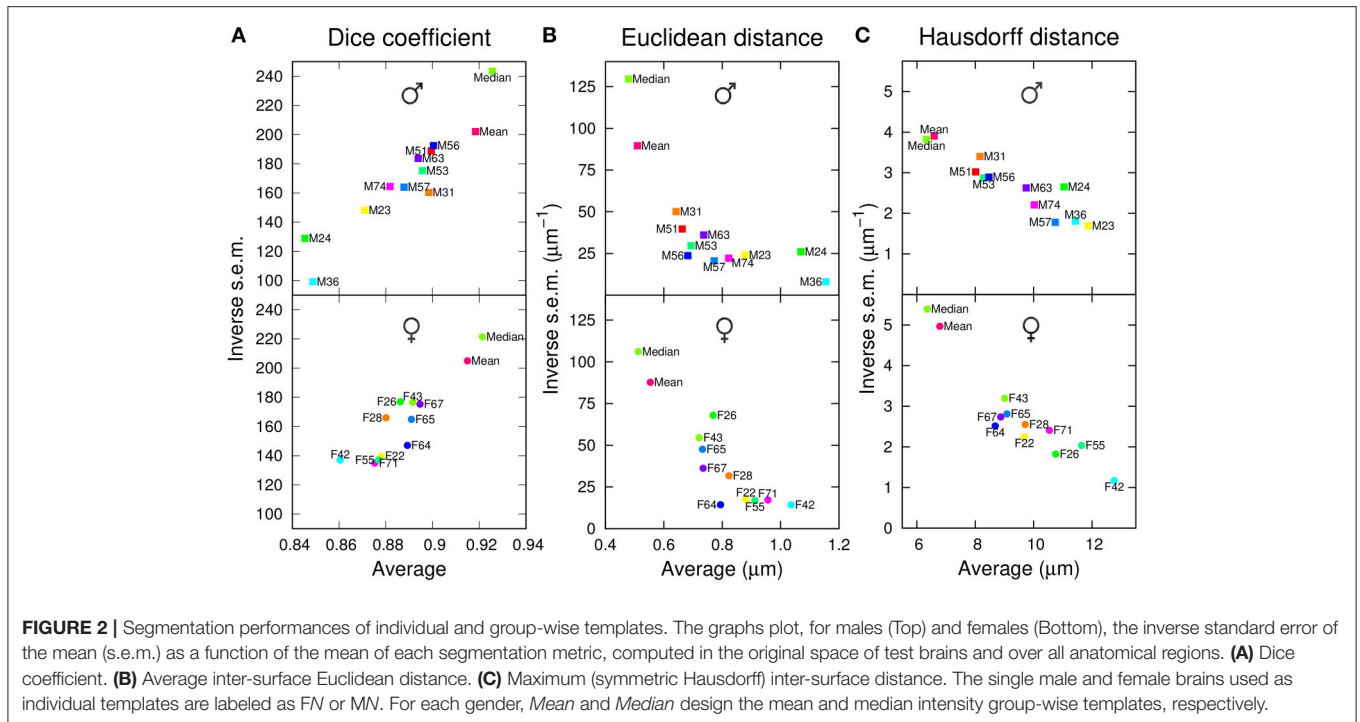 A Dice coefficient
B Euclidean distance
C Hausdorff distance
Inverse s.e.m.
240
220
200
180
160
140
120
100
♂
Median
Mean
M56
M51
M63
M53
M74
M57
M31
M23
M24
M36
240
220
200
180
160
140
120
100
♀
Median
Mean
F43
F26
F67
F28
F65
F64
F42
F22
F55
F71
0.84 0.86 0.88 0.9 0.92 0.94
Average
Inverse s.e.m. (μm⁻¹)
125
100
75
50
25
♂
Median
Mean
M31
M51
M63
M53
M56
M57
M74
M23
M24
M36
125
100
75
50
25
0
♀
Median
Mean
F26
F43
F65
F67
F28
F64
F22
F71
F55
F42
0.4 0.6 0.8 1.0 1.2
Average (μm)
Inverse s.e.m. (μm⁻¹)
5
4
3
2
1
♂
Mean
Median
M31
M51
M53
M56
M63
M24
M74
M57
M36
M23
5
4
3
2
1
0
♀
Median
Mean
F43
F67
F65
F64
F28
F22
F71
F55
F26
F42
6 8 10 12
Average (μm)
FIGURE 2 | Segmentation performances of individual and group-wise templates. The graphs plot, for males (Top) and females (Bottom), the inverse standard error of
the mean (s.e.m.) as a function of the mean of each segmentation metric, computed in the original space of test brains and over all anatomical regions. (A) Dice
coefficient. (B) Average inter-surface Euclidean distance. (C) Maximum (symmetric Hausdorff) inter-surface distance. The single male and female brains used as
individual templates are labeled as FN or MN. For each gender, Mean and Median design the mean and median intensity group-wise templates, respectively.